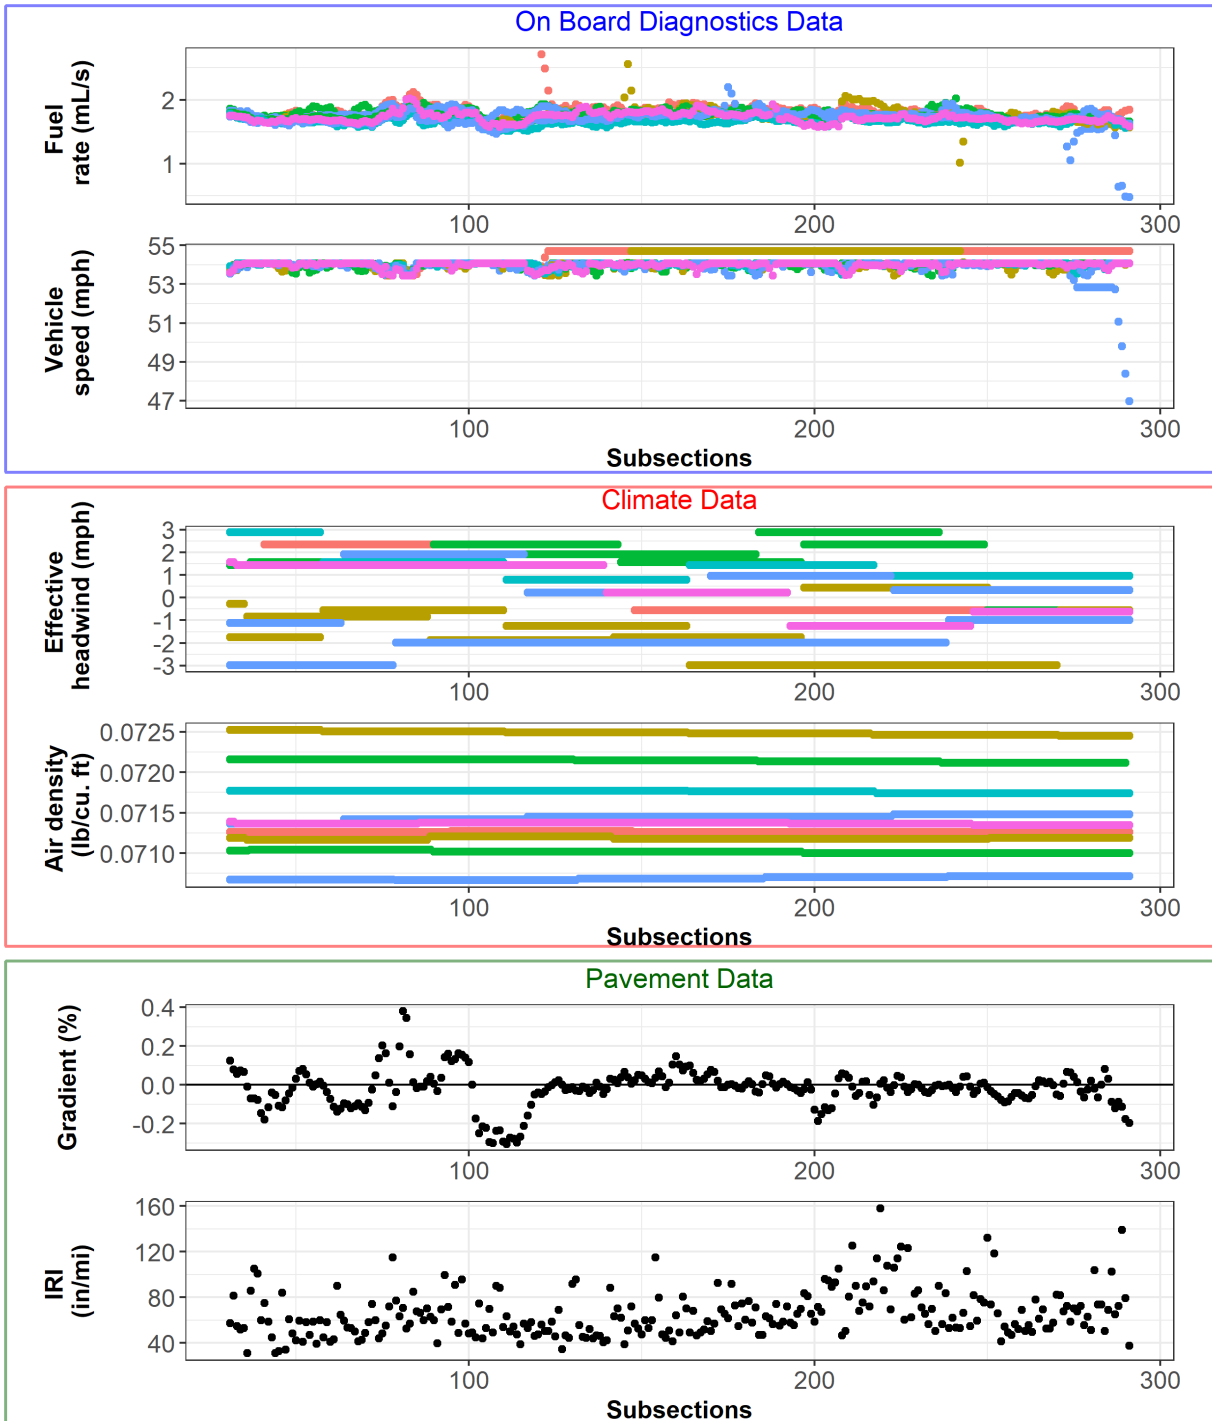 On Board Diagnostics Data
Fuel
rate (mL/s)
2
1
100
200
300
Vehicle
speed (mph)
55
53
51
49
47
100
200
300
Subsections
Climate Data
Effective
headwind (mph)
3
2
1
0
-1
-2
-3
100
200
300
Air density
(lb/cu. ft)
0.0725
0.0720
0.0715
0.0710
100
200
300
Subsections
Pavement Data
Gradient (%)
0.4
0.2
0.0
-0.2
100
200
300
IRI
(in/mi)
160
120
80
40
100
200
300
Subsections